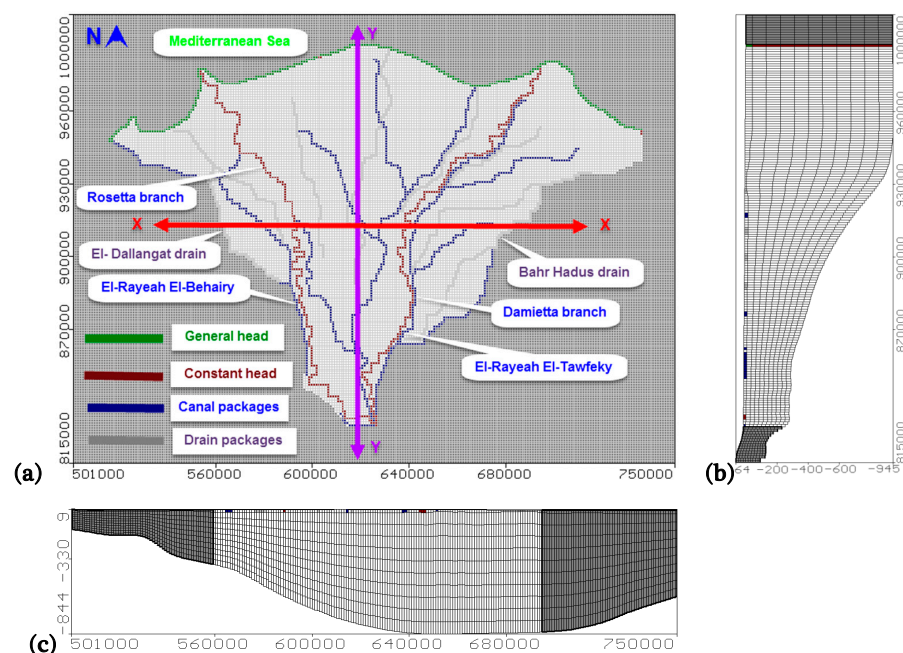 N
Mediterranean Sea
Y
Rosetta branch
X
X
El- Dallangat drain
Bahr Hadus drain
El-Rayeah El-Behairy
Damietta branch
General head
El-Rayeah El-Tawfeky
Constant head
Canal packages
Drain packages
Y
1000000
960000
930000
900000
870000
815000
501000 560000 600000 640000 680000 750000
(a)
1000000
960000
930000
900000
870000
815000
64 -200 -400 -600 -945
(b)
9
-330
-844
501000 560000 600000 640000 680000 750000
(c)